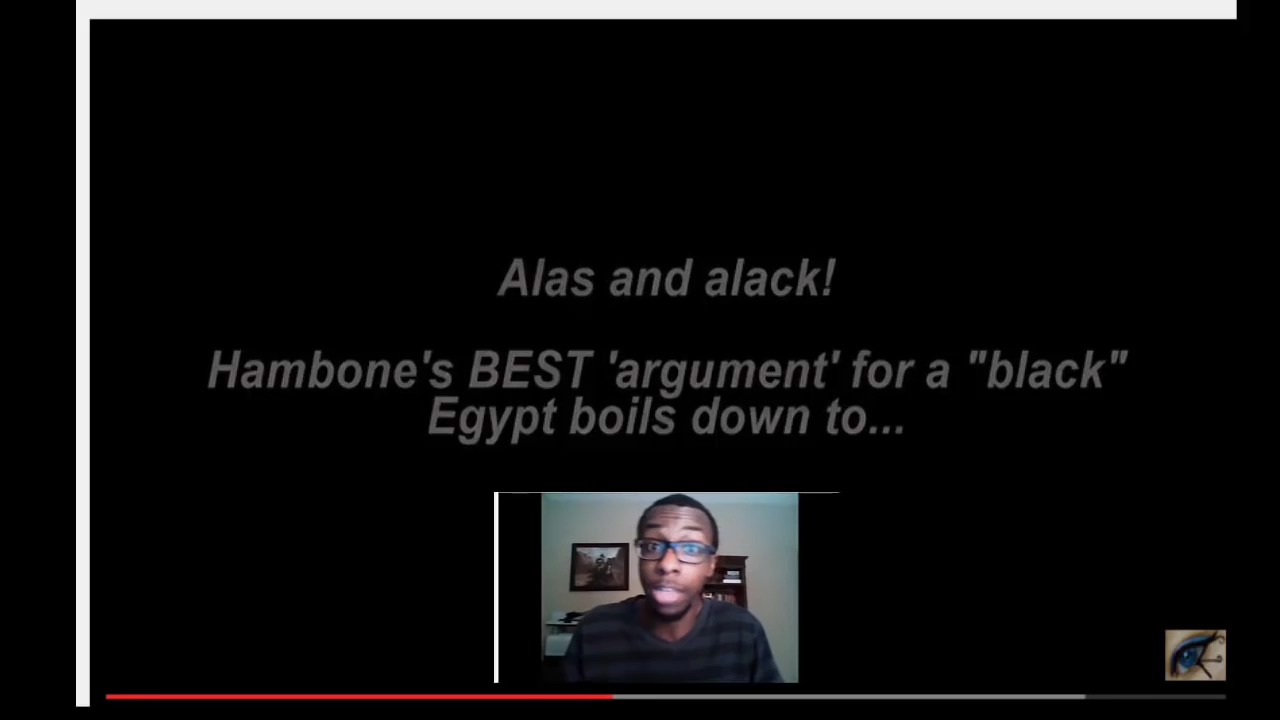 Alas and alack!
Hambone's BEST 'argument' for a "black"
Egypt boils down to...